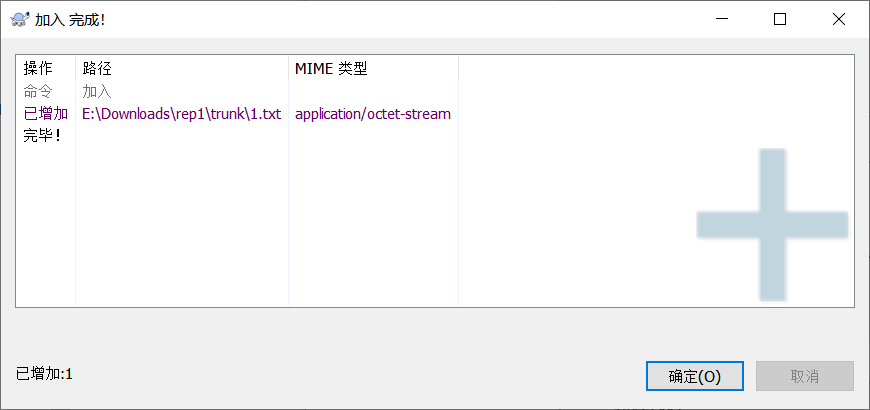 加入 完成!
操作 路径 MIME 类型
命令 加入
已增加 E:\Downloads\rep1\trunk\1.txt application/octet-stream
完毕!
已增加:1
确定(O) 取消